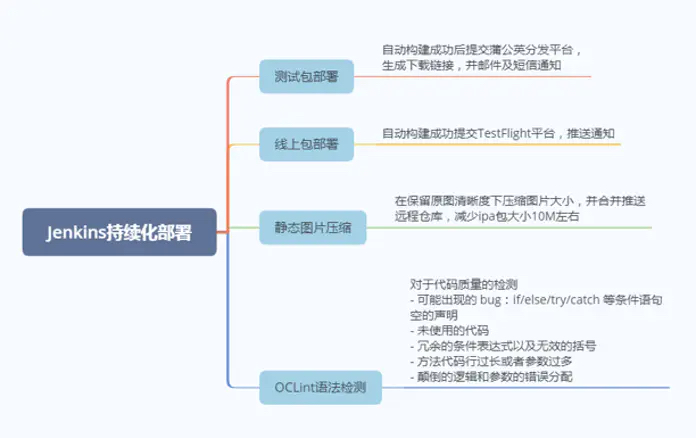 Jenkins持续化部署
测试包部署
自动构建成功后提交蒲公英分发平台，
生成下载链接，并邮件及短信通知
线上包部署
自动构建成功提交TestFlight平台，推送通知
静态图片压缩
在保留原图清晰度下压缩图片大小，并合并推送
远程仓库，减少ipa包大小10M左右
OCLint语法检测
对于代码质量的检测
- 可能出现的 bug：if/else/try/catch 等条件语句
空的声明
- 未使用的代码
- 冗余的条件表达式以及无效的括号
- 方法代码行过长或者参数过多
- 颠倒的逻辑和参数的错误分配